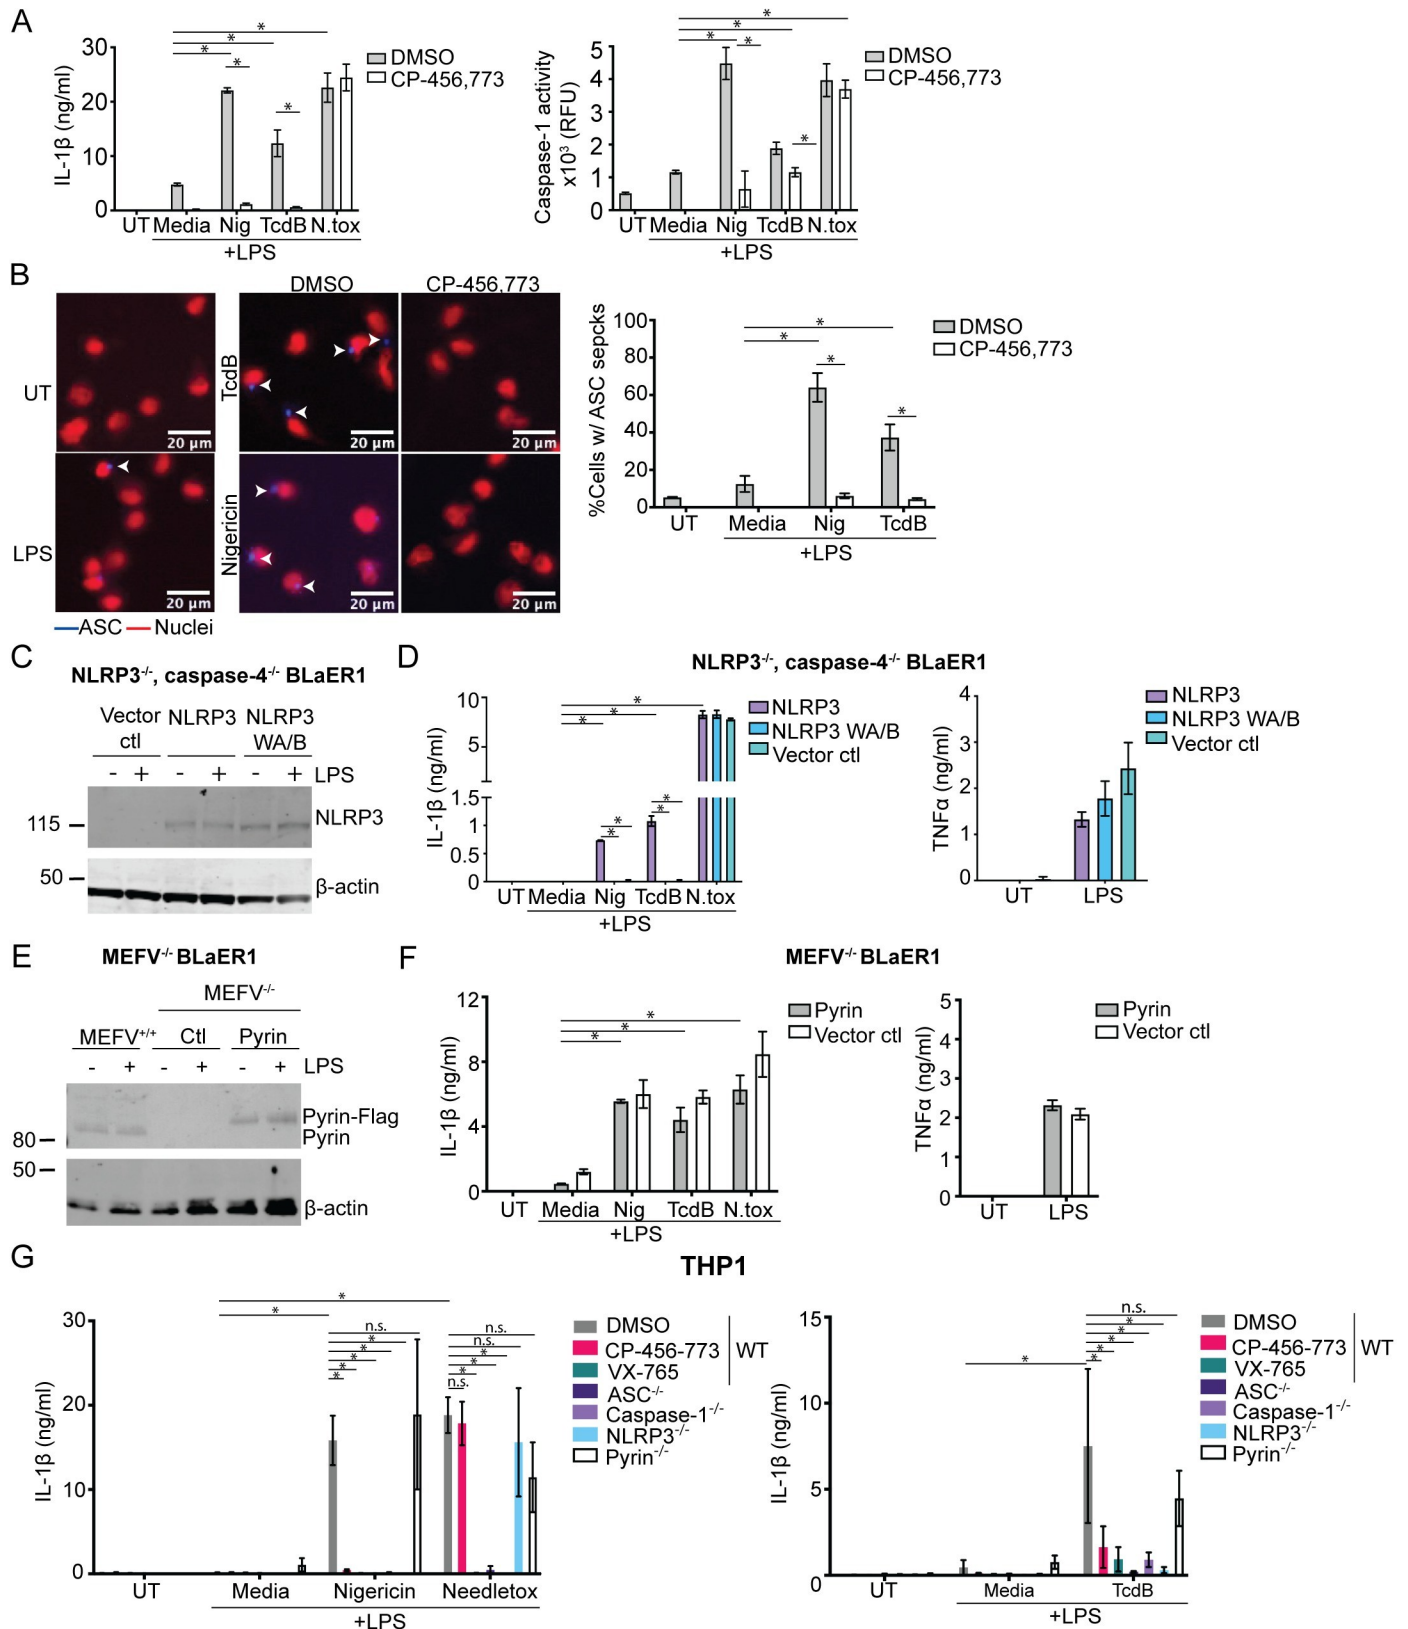 A
IL-1β (ng/ml)
30
20
10
0
* * * * *
UT Media Nig TcdB N.tox
+LPS
DMSO
CP-456,773
Caspase-1 activity
x10³ (RFU)
5
4
3
2
1
0
* * * * *
UT Media Nig TcdB N.tox
+LPS
DMSO
CP-456,773
B
DMSO
CP-456,773
UT
TcdB
20 µm
20 µm
20 µm
LPS
Nigericin
20 µm
20 µm
20 µm
ASC Nuclei
%Cells w/ ASC sepcks
100
80
60
40
20
0
* * * *
UT Media Nig TcdB
+LPS
DMSO
CP-456,773
C
NLRP3-/-, caspase-4-/- BLaER1
Vector ctl NLRP3 NLRP3 WA/B
- + - + - + LPS
115
NLRP3
50
β-actin
D
NLRP3-/-, caspase-4-/- BLaER1
IL-1β (ng/ml)
10
5
1.5
1
0.5
0
* * * * * * *
UT Media Nig TcdB N.tox
+LPS
NLRP3
NLRP3 WA/B
Vector ctl
TNFα (ng/ml)
4
3
2
1
0
UT LPS
NLRP3
NLRP3 WA/B
Vector ctl
E
MEFV-/- BLaER1
MEFV-/-
MEFV+/+ Ctl Pyrin
- + - + - + LPS
Pyrin-Flag
Pyrin
80
50
β-actin
F
MEFV-/- BLaER1
IL-1β (ng/ml)
12
8
4
0
* * *
UT Media Nig TcdB N.tox
+LPS
Pyrin
Vector ctl
TNFα (ng/ml)
5
4
3
2
1
0
UT LPS
Pyrin
Vector ctl
G
THP1
IL-1β (ng/ml)
30
20
10
0
*
*
n.s.
*
*
*
*
*
n.s.
n.s.
*
*
*
n.s.
UT Media Nigericin Needletox
+LPS
DMSO
CP-456-773
VX-765
WT
ASC-/-
Caspase-1-/-
NLRP3-/-
Pyrin-/-
IL-1β (ng/ml)
15
10
5
0
n.s.
*
*
*
*
*
*
UT Media TcdB
+LPS
DMSO
CP-456-773
VX-765
WT
ASC-/-
Caspase-1-/-
NLRP3-/-
Pyrin-/-